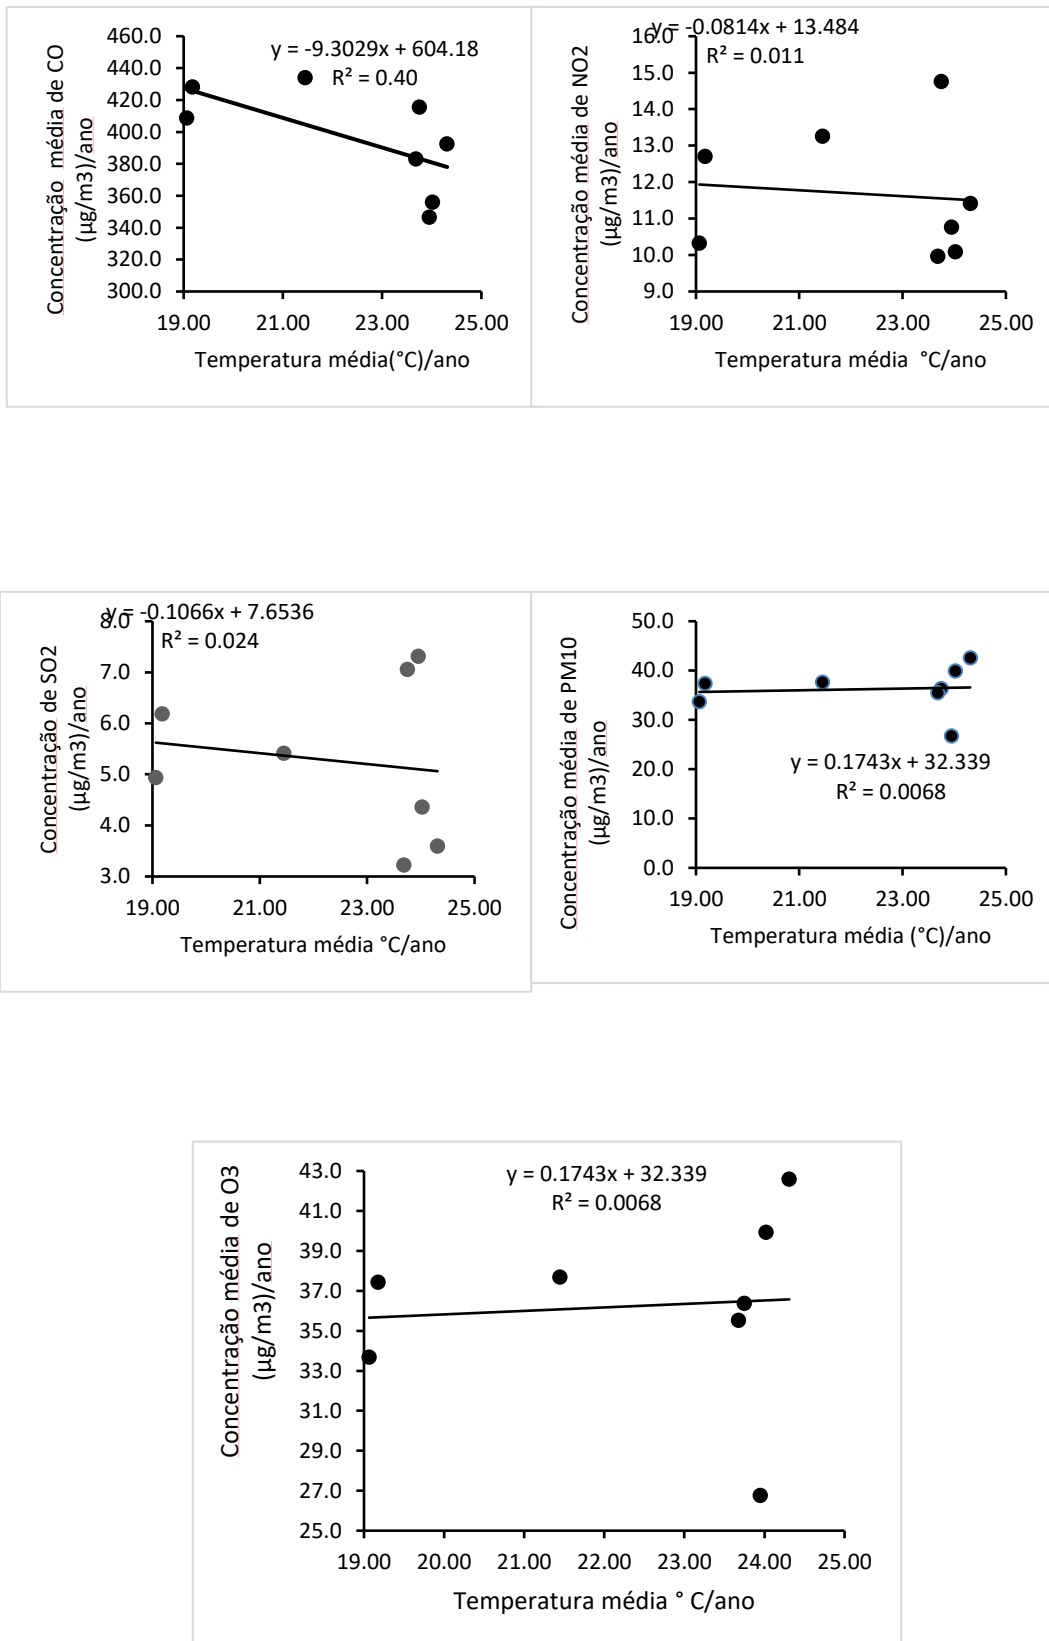 y = -9.3029x + 604.18
R² = 0.40
460.0
440.0
420.0
400.0
380.0
360.0
340.0
320.0
300.0
19.00 21.00 23.00 25.00
Concentração média de CO
(µg/m3)/ano
Temperatura média(°C)/ano
y = -0.0814x + 13.484
R² = 0.011
16.0
15.0
14.0
13.0
12.0
11.0
10.0
9.0
19.00 21.00 23.00 25.00
Concentração média de NO2
(µg/m3)/ano
Temperatura média °C/ano
y = -0.1066x + 7.6536
R² = 0.024
8.0
7.0
6.0
5.0
4.0
3.0
19.00 21.00 23.00 25.00
Concentração de SO2
(µg/m3)/ano
Temperatura média °C/ano
50.0
40.0
30.0
20.0
10.0
0.0
y = 0.1743x + 32.339
R² = 0.0068
19.00 21.00 23.00 25.00
Concentração média de PM10
(µg/m3)/ano
Temperatura média (°C)/ano
y = 0.1743x + 32.339
R² = 0.0068
43.0
41.0
39.0
37.0
35.0
33.0
31.0
29.0
27.0
25.0
19.00 20.00 21.00 22.00 23.00 24.00 25.00
Concentração média de O3
(µg/m3)/ano
Temperatura média ° C/ano